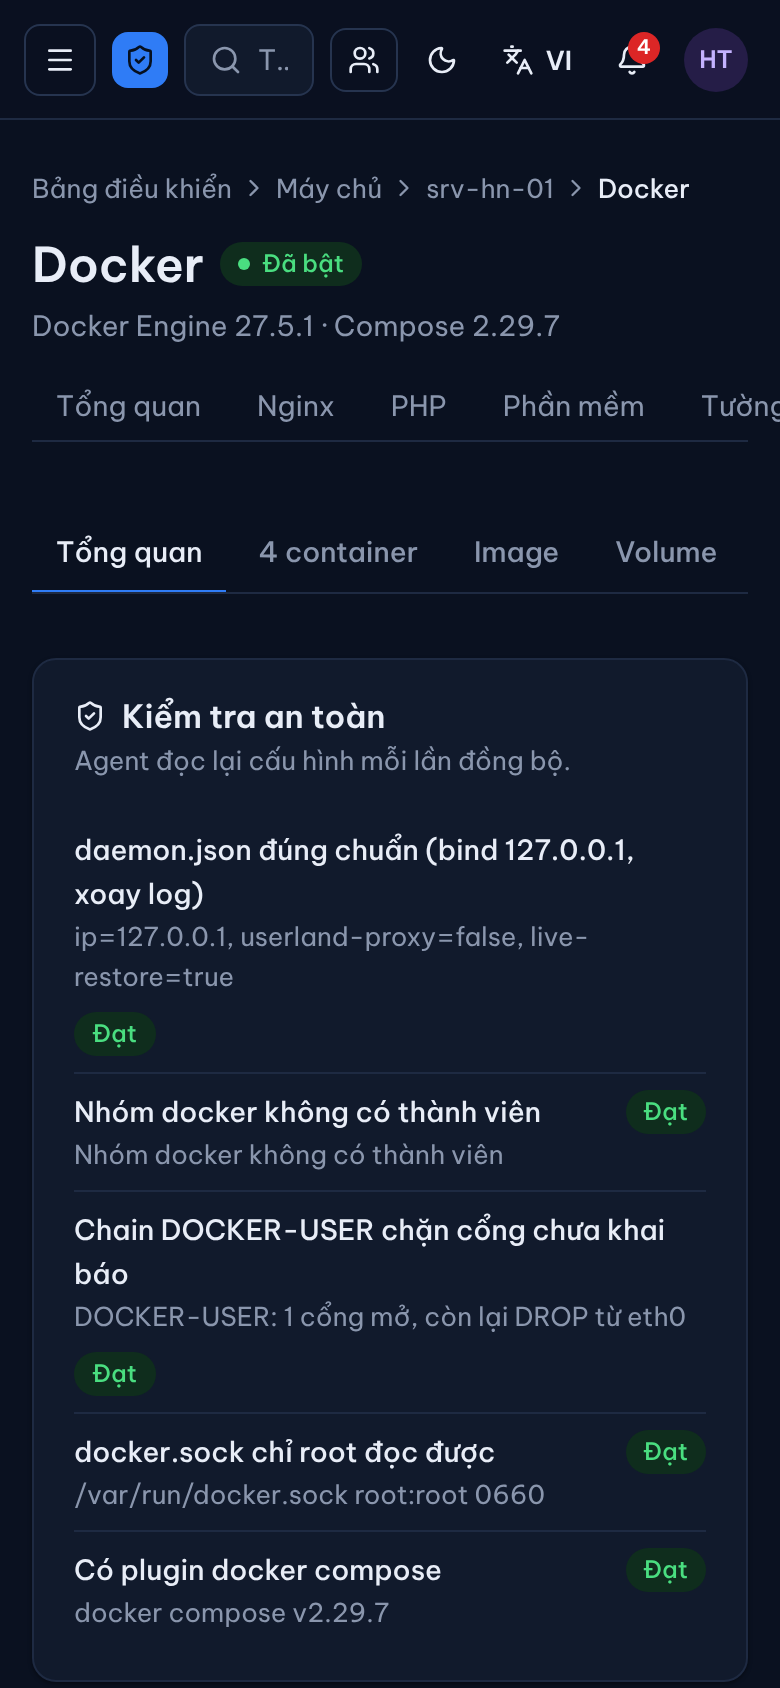 T..
VI
4
HT
Bảng điều khiển > Máy chủ > srv-hn-01 > Docker
Docker
Đã bật
Docker Engine 27.5.1 · Compose 2.29.7
Tổng quan Nginx PHP Phần mềm Tường
Tổng quan 4 container Image Volume
Kiểm tra an toàn
Agent đọc lại cấu hình mỗi lần đồng bộ.
daemon.json đúng chuẩn (bind 127.0.0.1,
xoay log)
ip=127.0.0.1, userland-proxy=false, live-
restore=true
Đạt
Nhóm docker không có thành viên
Đạt
Nhóm docker không có thành viên
Chain DOCKER-USER chặn cổng chưa khai
báo
DOCKER-USER: 1 cổng mở, còn lại DROP từ eth0
Đạt
docker.sock chỉ root đọc được
Đạt
/var/run/docker.sock root:root 0660
Có plugin docker compose
Đạt
docker compose v2.29.7